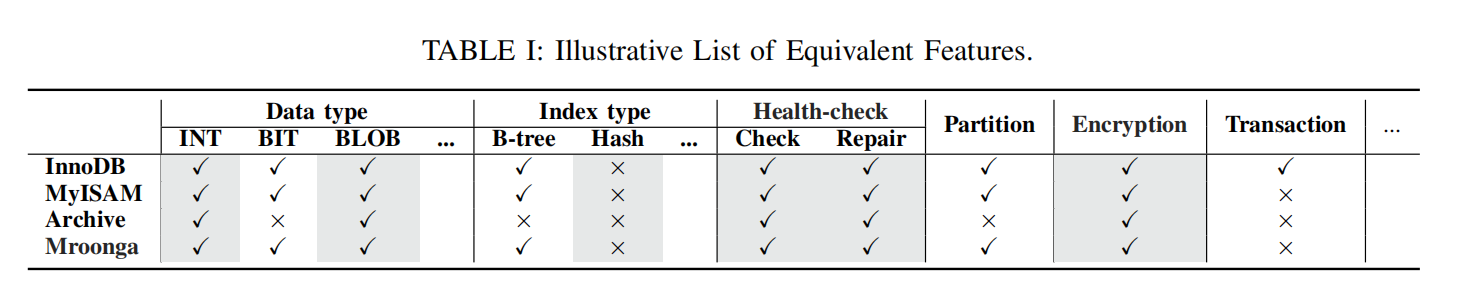 TABLE I: Illustrative List of Equivalent Features.
Data type Index type Health-check Partition Encryption Transaction ...
INT BIT BLOB ... B-tree Hash ... Check Repair
InnoDB ✓ ✓ ✓ ✓ × ✓ ✓ ✓ ✓ ✓
MyISAM ✓ ✓ ✓ ✓ × ✓ ✓ ✓ ✓ ×
Archive ✓ × ✓ × × ✓ ✓ × ✓ ×
Mroonga ✓ ✓ ✓ ✓ × ✓ ✓ ✓ ✓ ×